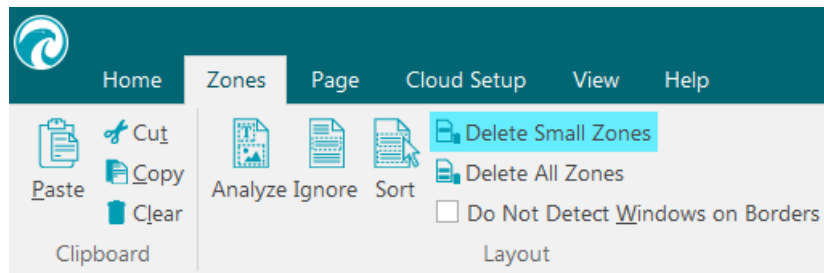 Home Zones Page Cloud Setup View Help
Paste
Cut
Copy
Clear
Clipboard
Analyze Ignore Sort
Delete Small Zones
Delete All Zones
Do Not Detect Windows on Borders
Layout